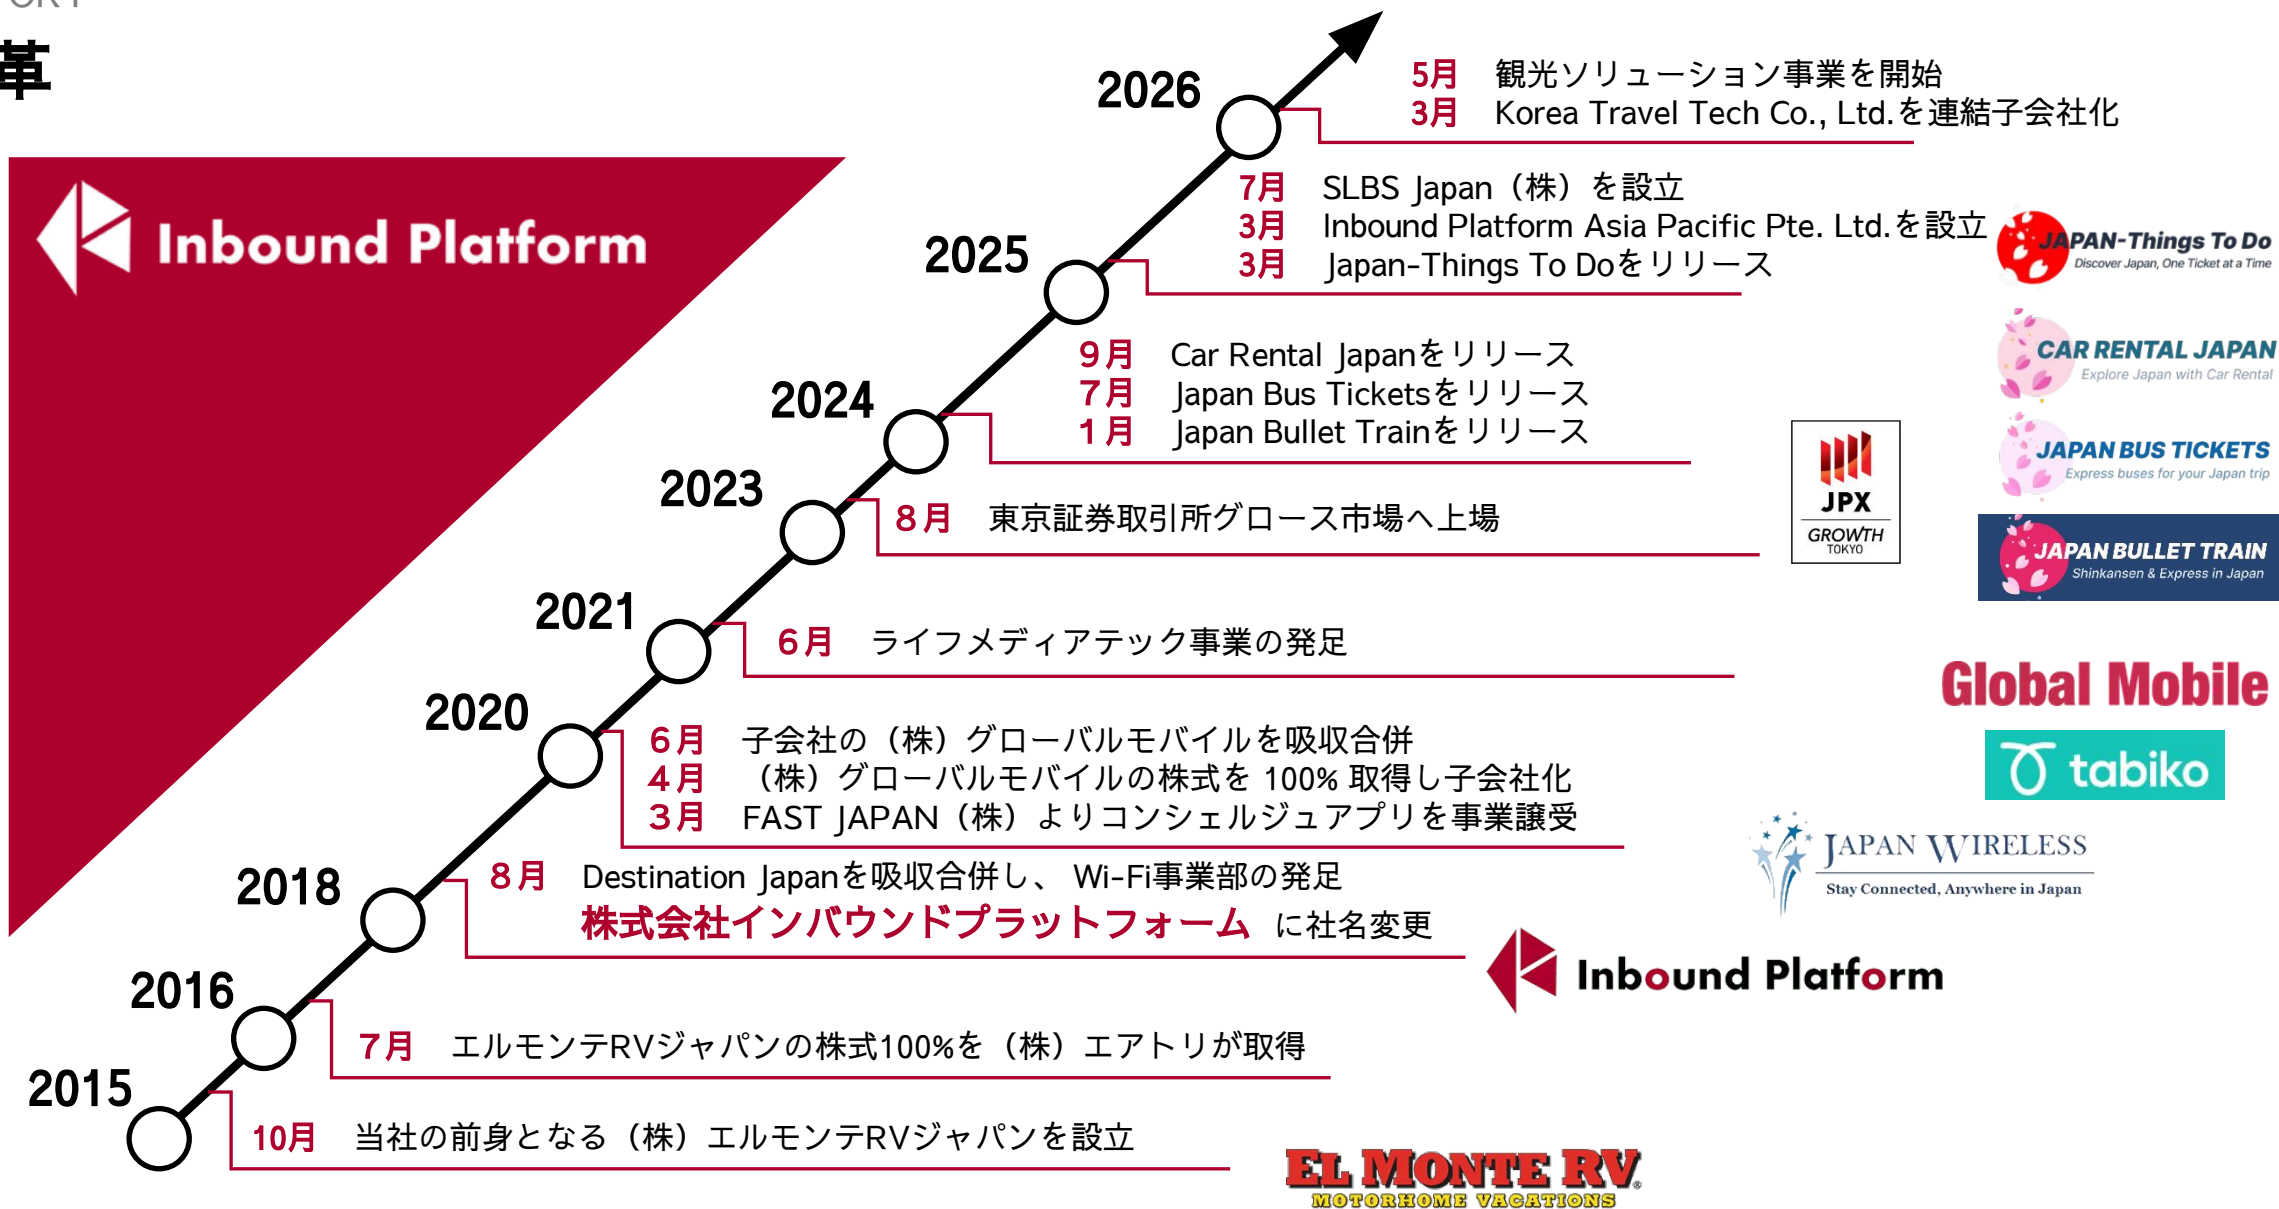 革
Inbound Platform
2026
5月 観光ソリューション事業を開始
3月 Korea Travel Tech Co., Ltd.を連結子会社化
2025
7月 SLBS Japan（株）を設立
3月 Inbound Platform Asia Pacific Pte. Ltd.を設立
3月 Japan-Things To Doをリリース
JAPAN-Things To Do
Discover Japan, One Ticket at a Time
2024
９月 Car Rental Japanをリリース
７月 Japan Bus Ticketsをリリース
１月 Japan Bullet Trainをリリース
CAR RENTAL JAPAN
Explore Japan with Car Rental
JAPAN BUS TICKETS
Express buses for your Japan trip
JAPAN BULLET TRAIN
Shinkansen & Express in Japan
2023
８月 東京証券取引所グロース市場へ上場
JPX
GROWTH
TOKYO
2021
６月 ライフメディアテック事業の発足
2020
６月 子会社の（株）グローバルモバイルを吸収合併
４月 （株）グローバルモバイルの株式を 100% 取得し子会社化
３月 FAST JAPAN（株）よりコンシェルジュアプリを事業譲受
Global Mobile
tabiko
2018
８月 Destination Japanを吸収合併し、 Wi-Fi事業部の発足
株式会社インバウンドプラットフォーム に社名変更
JAPAN WIRELESS
Stay Connected, Anywhere in Japan
Inbound Platform
2016
７月 エルモンテRVジャパンの株式100%を（株）エアトリが取得
2015
10月 当社の前身となる（株）エルモンテRVジャパンを設立
EL MONTE RV®
MOTORHOME VACATIONS